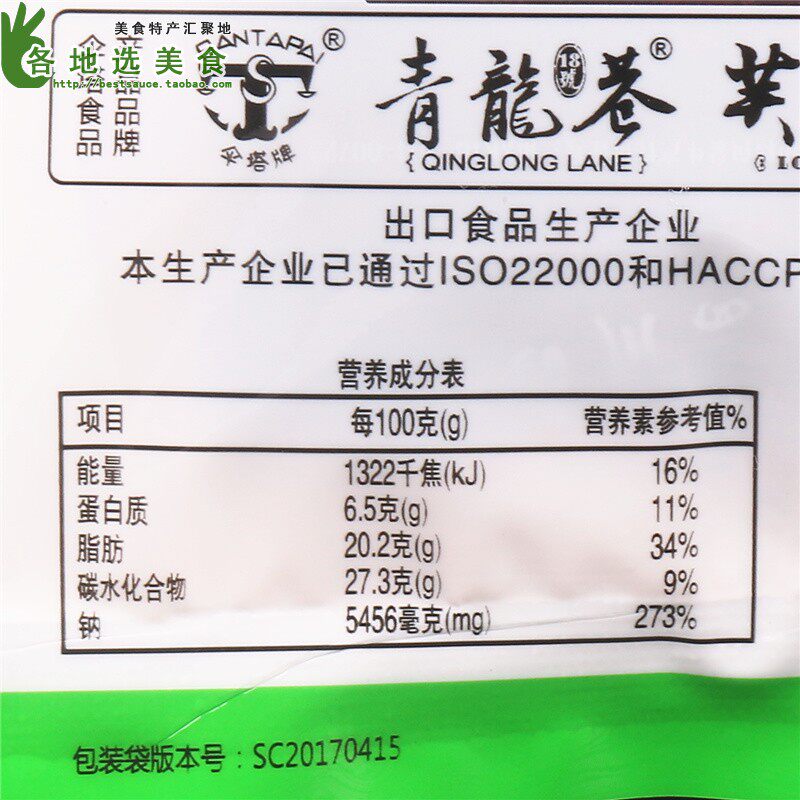 美食特产汇聚地
各地选美食
http://bestsauce.taobao.com
食品
产品品牌
SANTAPAI®
牌
青龍巷®
18號
{QINGLONG LANE}
芙
出口食品生产企业
本生产企业已通过ISO22000和HACCP
营养成分表
项目 每100克(g) 营养素参考值%
能量 1322千焦(kJ) 16%
蛋白质 6.5克(g) 11%
脂肪 20.2克(g) 34%
碳水化合物 27.3克(g) 9%
钠 5456毫克(mg) 273%
包装袋版本号：SC20170415